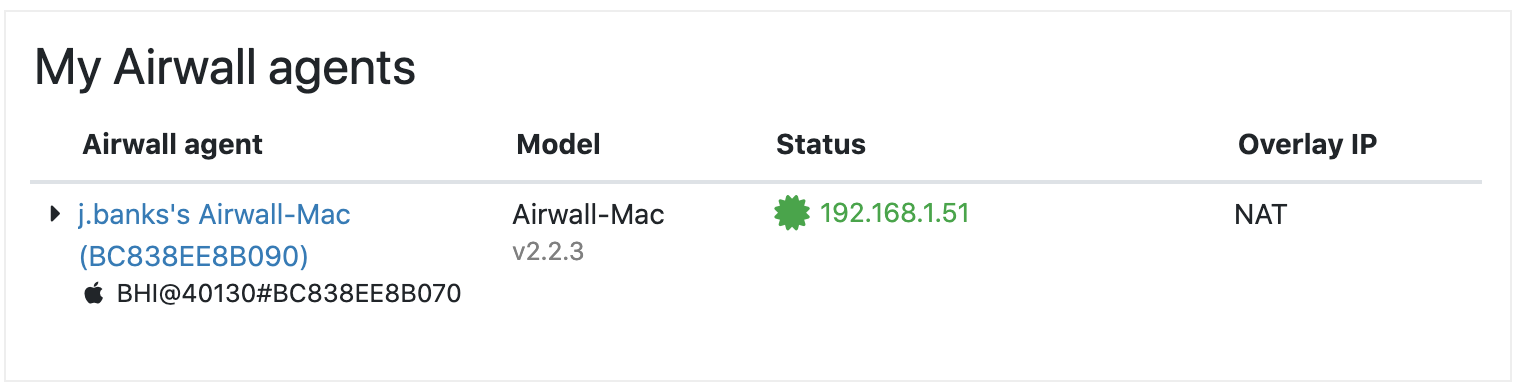 My Airwall agents
Airwall agent Model Status Overlay IP
j.banks's Airwall-Mac Airwall-Mac 192.168.1.51 NAT
(BC838EE8B090) v2.2.3
BHI@40130#BC838EE8B070